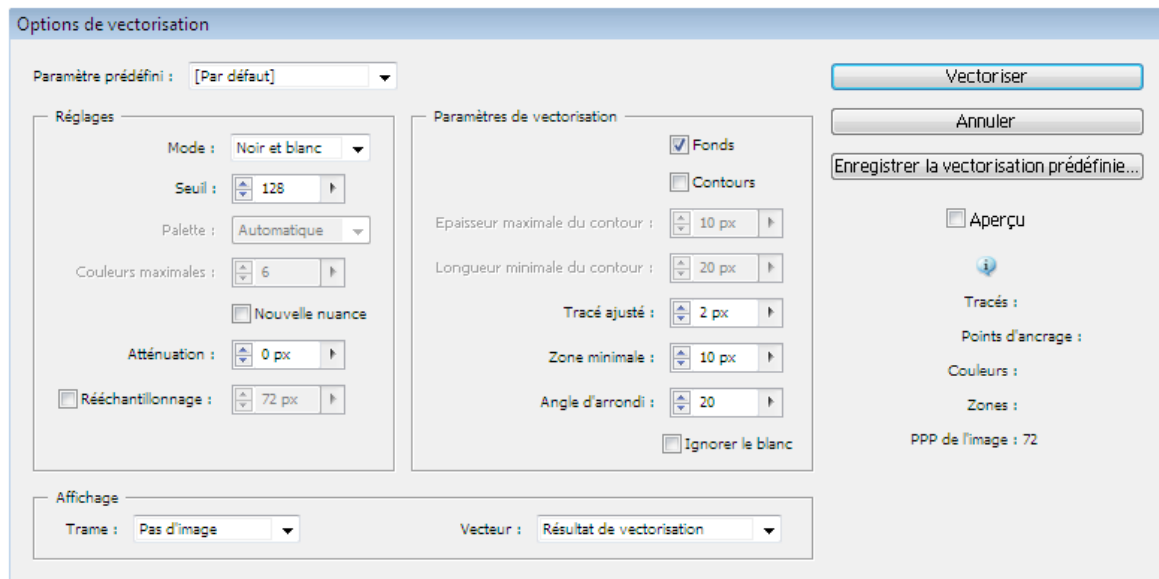 Options de vectorisation
Paramètre prédéfini : [Par défaut]
Vectoriser
Annuler
Enregistrer la vectorisation prédéfinie...
Aperçu
Tracés :
Points d'ancrage :
Couleurs :
Zones :
PPP de l'image : 72
Réglages
Mode : Noir et blanc
Seuil : 128
Palette : Automatique
Couleurs maximales : 6
Nouvelle nuance
Atténuation : 0 px
Rééchantillonnage : 72 px
Paramètres de vectorisation
Fonds
Contours
Epaisseur maximale du contour : 10 px
Longueur minimale du contour : 20 px
Tracé ajusté : 2 px
Zone minimale : 10 px
Angle d'arrondi : 20
Ignorer le blanc
Affichage
Trame : Pas d'image
Vecteur : Résultat de vectorisation